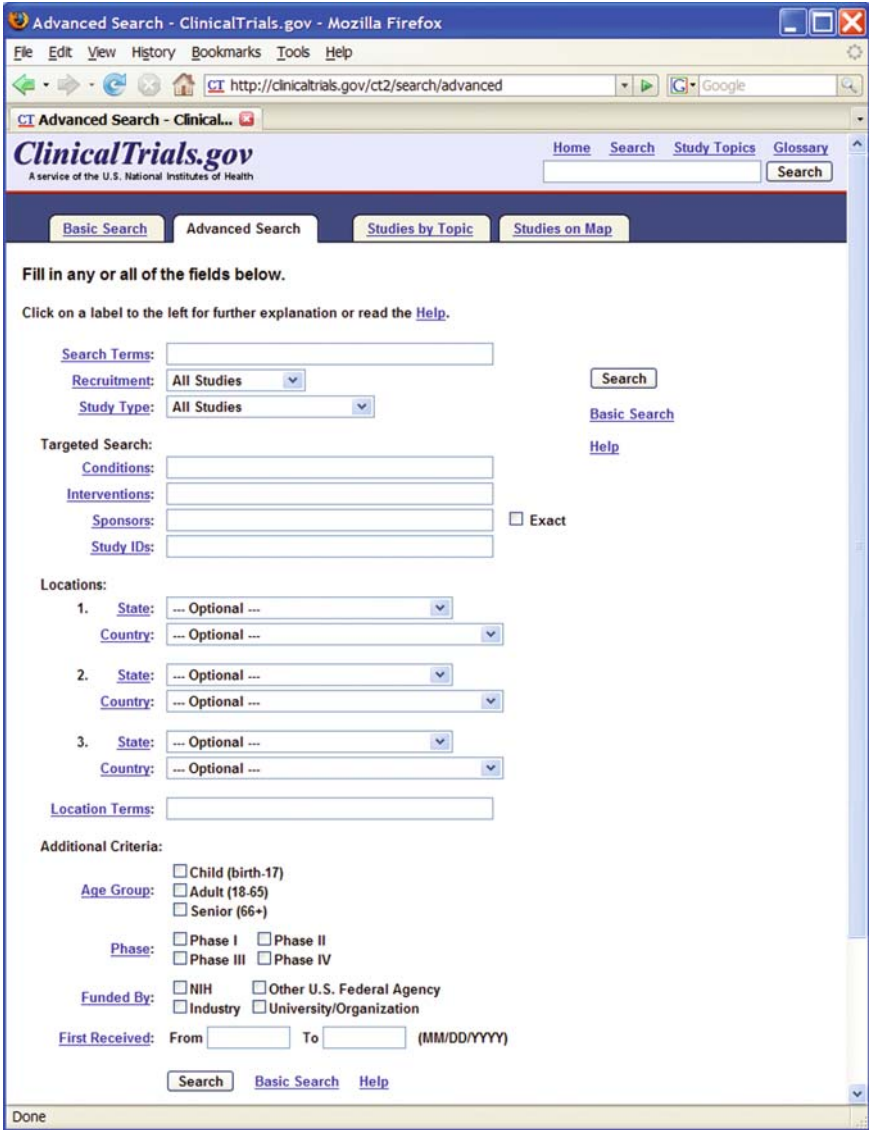 Advanced Search - ClinicalTrials.gov - Mozilla Firefox
File Edit View History Bookmarks Tools Help
CT http://clinicaltrials.gov/ct2/search/advanced G Google
CT Advanced Search - Clinical...
ClinicalTrials.gov
A service of the U.S. National Institutes of Health
Home Search Study Topics Glossary
Search
Basic Search Advanced Search Studies by Topic Studies on Map
Fill in any or all of the fields below.
Click on a label to the left for further explanation or read the Help.
Search Terms:
Recruitment: All Studies Search
Study Type: All Studies Basic Search
Targeted Search: Help
Conditions:
Interventions:
Sponsors: Exact
Study IDs:
Locations:
1. State: --- Optional ---
Country: --- Optional ---
2. State: --- Optional ---
Country: --- Optional ---
3. State: --- Optional ---
Country: --- Optional ---
Location Terms:
Additional Criteria:
Child (birth-17)
Age Group: Adult (18-65)
Senior (66+)
Phase: Phase I Phase II
Phase III Phase IV
Funded By: NIH Other U.S. Federal Agency
Industry University/Organization
First Received: From To (MM/DD/YYYY)
Search Basic Search Help
Done